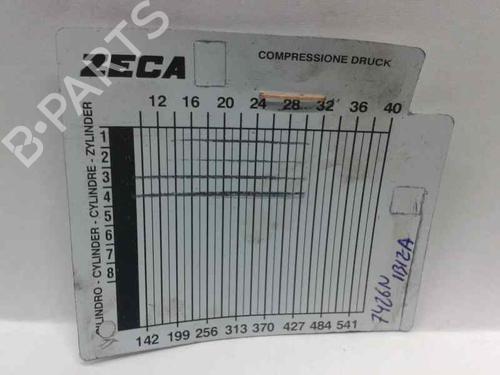 ZECA
COMPRESSIONE DRUCK
12 16 20 24 28 32 36 40
CILINDRO - CYLINDER - CYLINDRE - ZYLINDER
1
2
3
4
5
6
7
8
142 199 256 313 370 427 484 541
7426N
IBIZA
B-PARTS